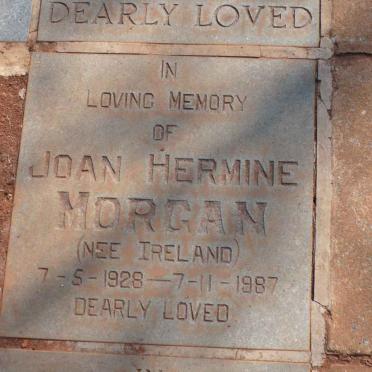 DEARLY LOVED
IN
LOVING MEMORY
OF
JOAN HERMINE
MORGAN
(NEE IRELAND)
7-5-1928—7-11-1987
DEARLY LOVED
IN